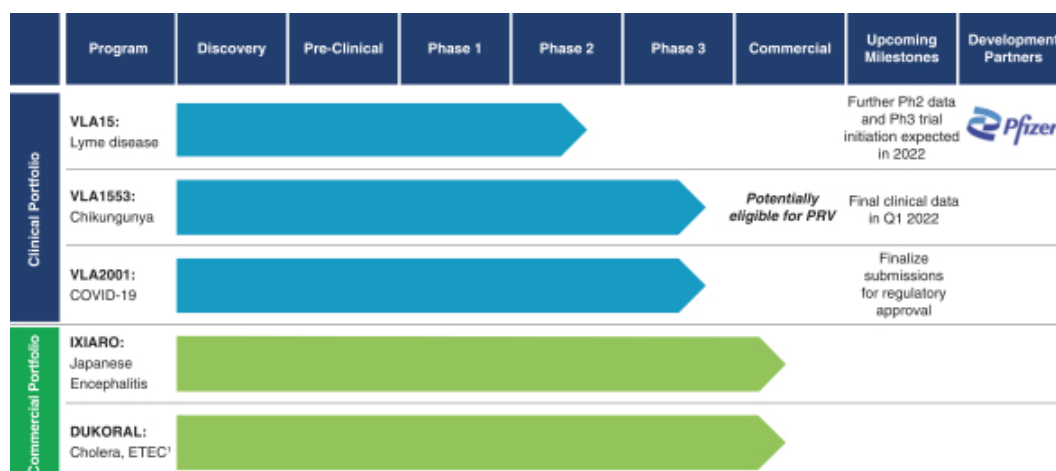 Program
Discovery
Pre-Clinical
Phase 1
Phase 2
Phase 3
Commercial
Upcoming
Milestones
Development
Partners
Clinical Portfolio
VLA15:
Lyme disease
Further Ph2 data
and Ph3 trial
initiation expected
in 2022
Pfizer
VLA1553:
Chikungunya
Potentially
eligible for PRV
Final clinical data
in Q1 2022
VLA2001:
COVID-19
Finalize
submissions
for regulatory
approval
Commercial Portfolio
IXIARO:
Japanese
Encephalitis
DUKORAL:
Cholera, ETEC¹